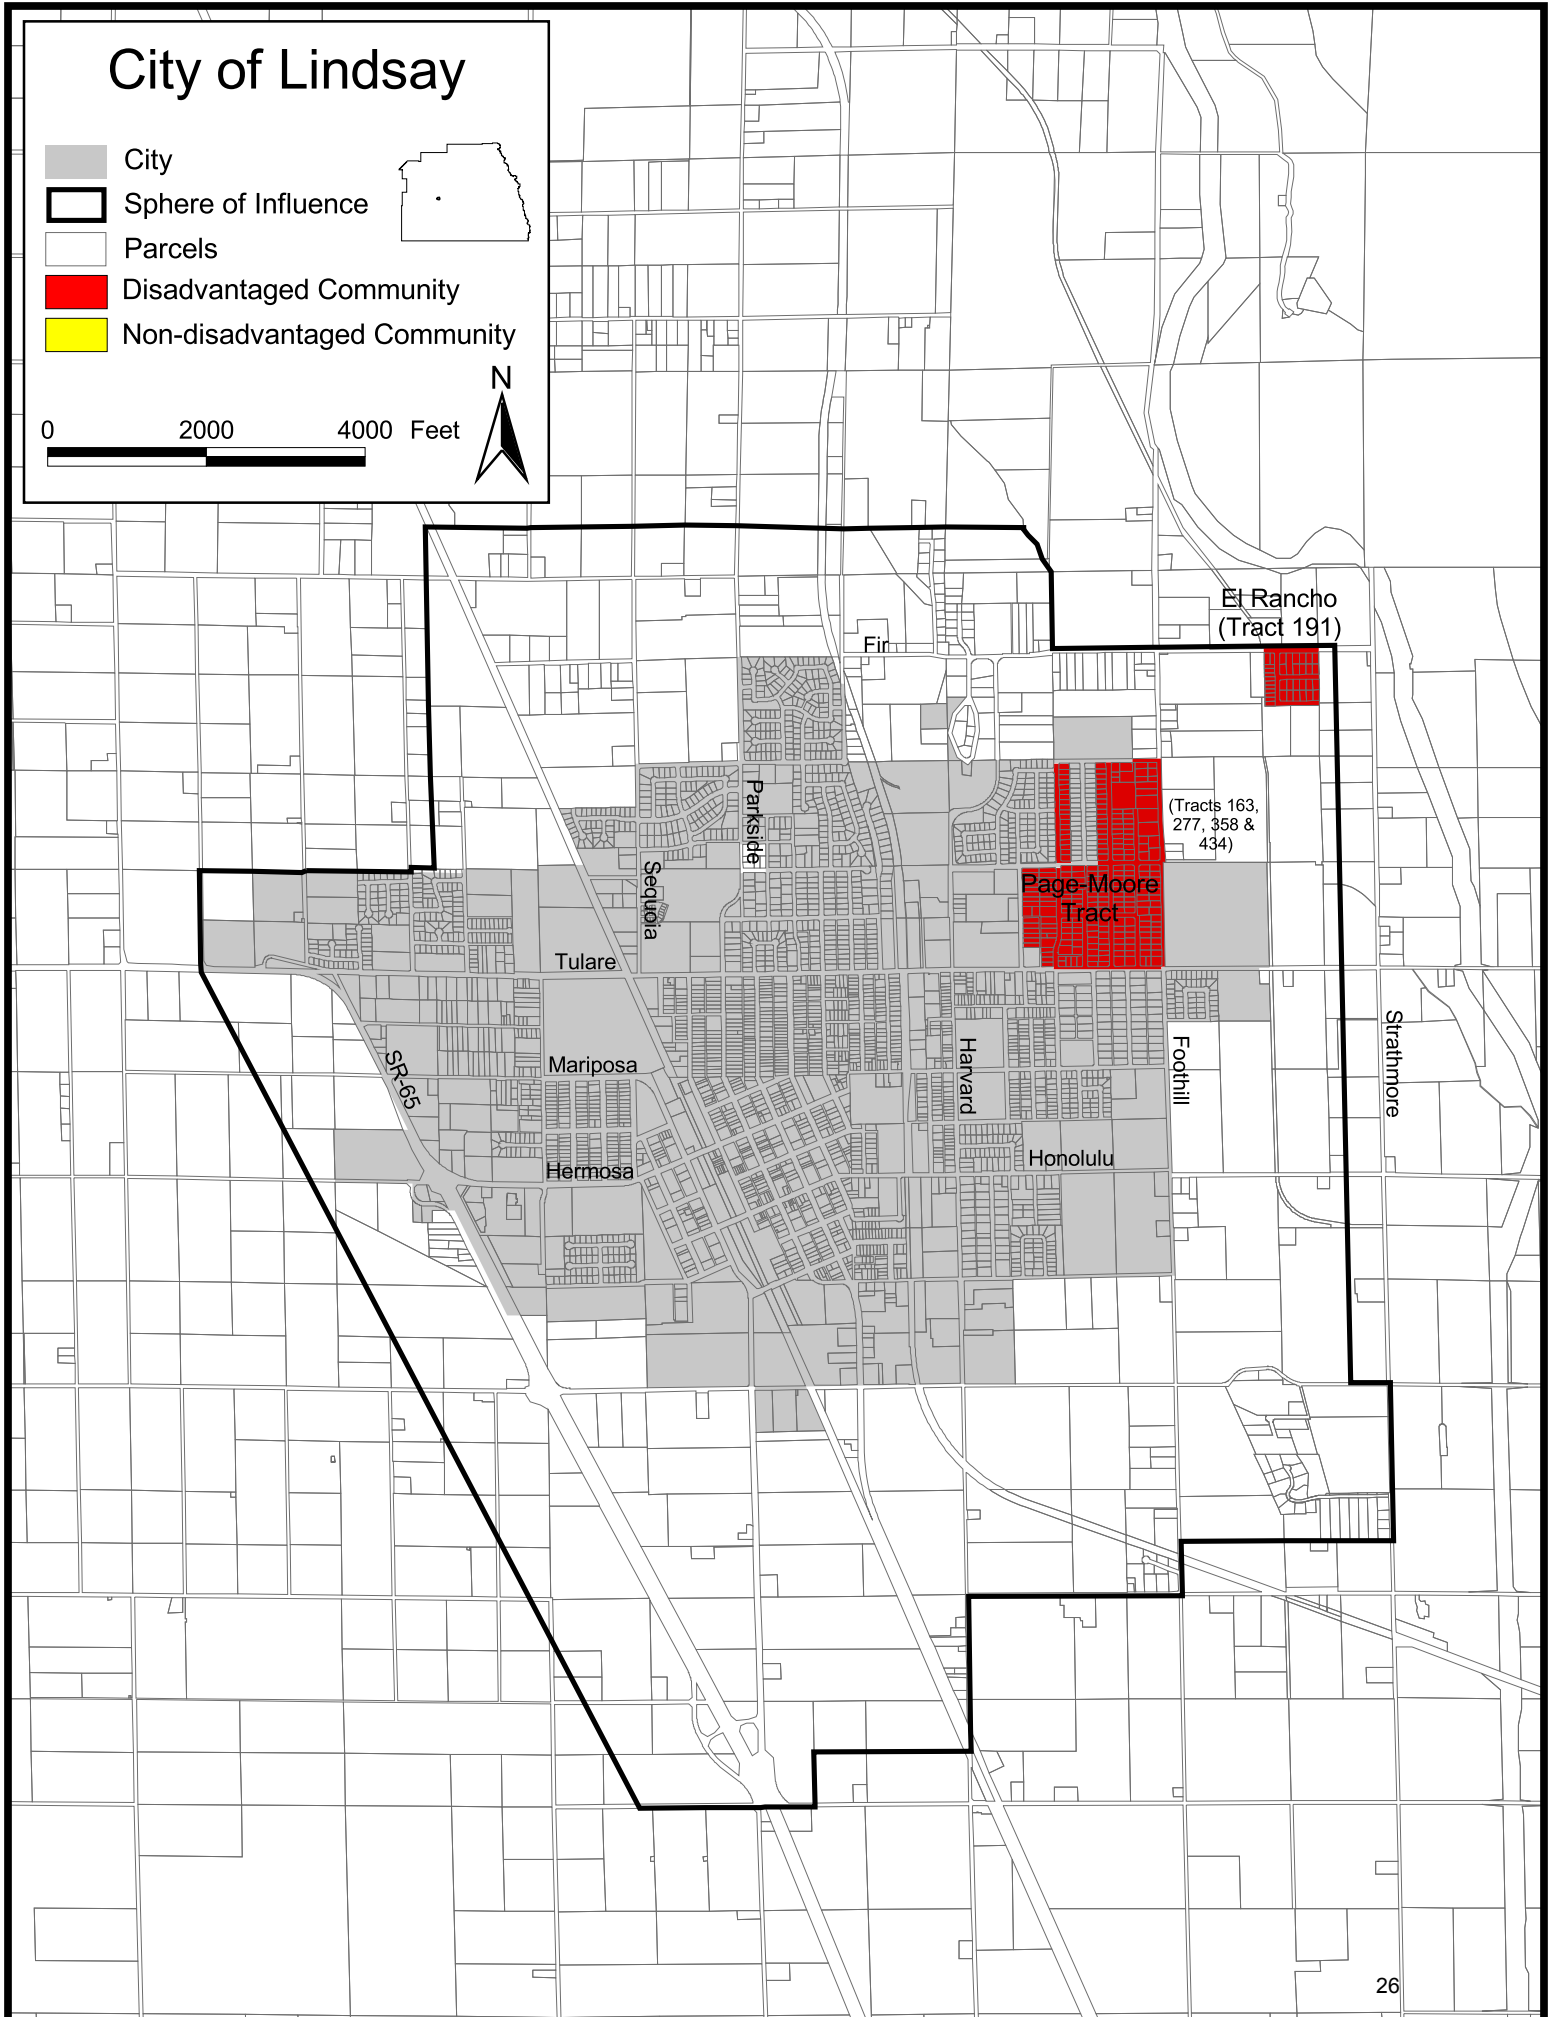 City of Lindsay
City
Sphere of Influence
Parcels
Disadvantaged Community
Non-disadvantaged Community
N
0 2000 4000 Feet
El Rancho
(Tract 191)
Fir
Parkside
(Tracts 163,
277, 358 &
434)
Sequoia
Page-Moore
Tract
Tulare
SR-65
Mariposa
Harvard
Foothill
Strathmore
Hermosa
Honolulu
26